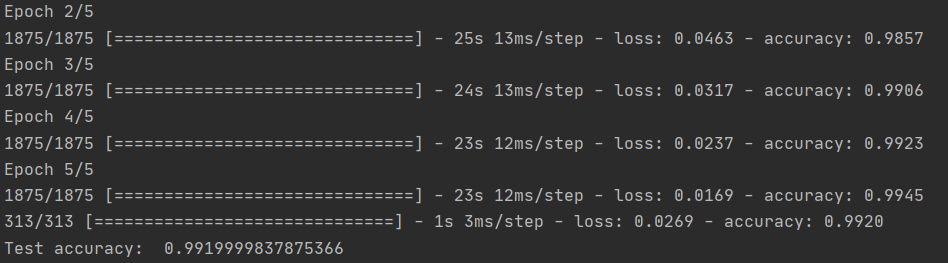 Epoch 2/5
1875/1875 [==============================] - 25s 13ms/step - loss: 0.0463 - accuracy: 0.9857
Epoch 3/5
1875/1875 [==============================] - 24s 13ms/step - loss: 0.0317 - accuracy: 0.9906
Epoch 4/5
1875/1875 [==============================] - 23s 12ms/step - loss: 0.0237 - accuracy: 0.9923
Epoch 5/5
1875/1875 [==============================] - 23s 12ms/step - loss: 0.0169 - accuracy: 0.9945
313/313 [==============================] - 1s 3ms/step - loss: 0.0269 - accuracy: 0.9920
Test accuracy:  0.9919999837875366